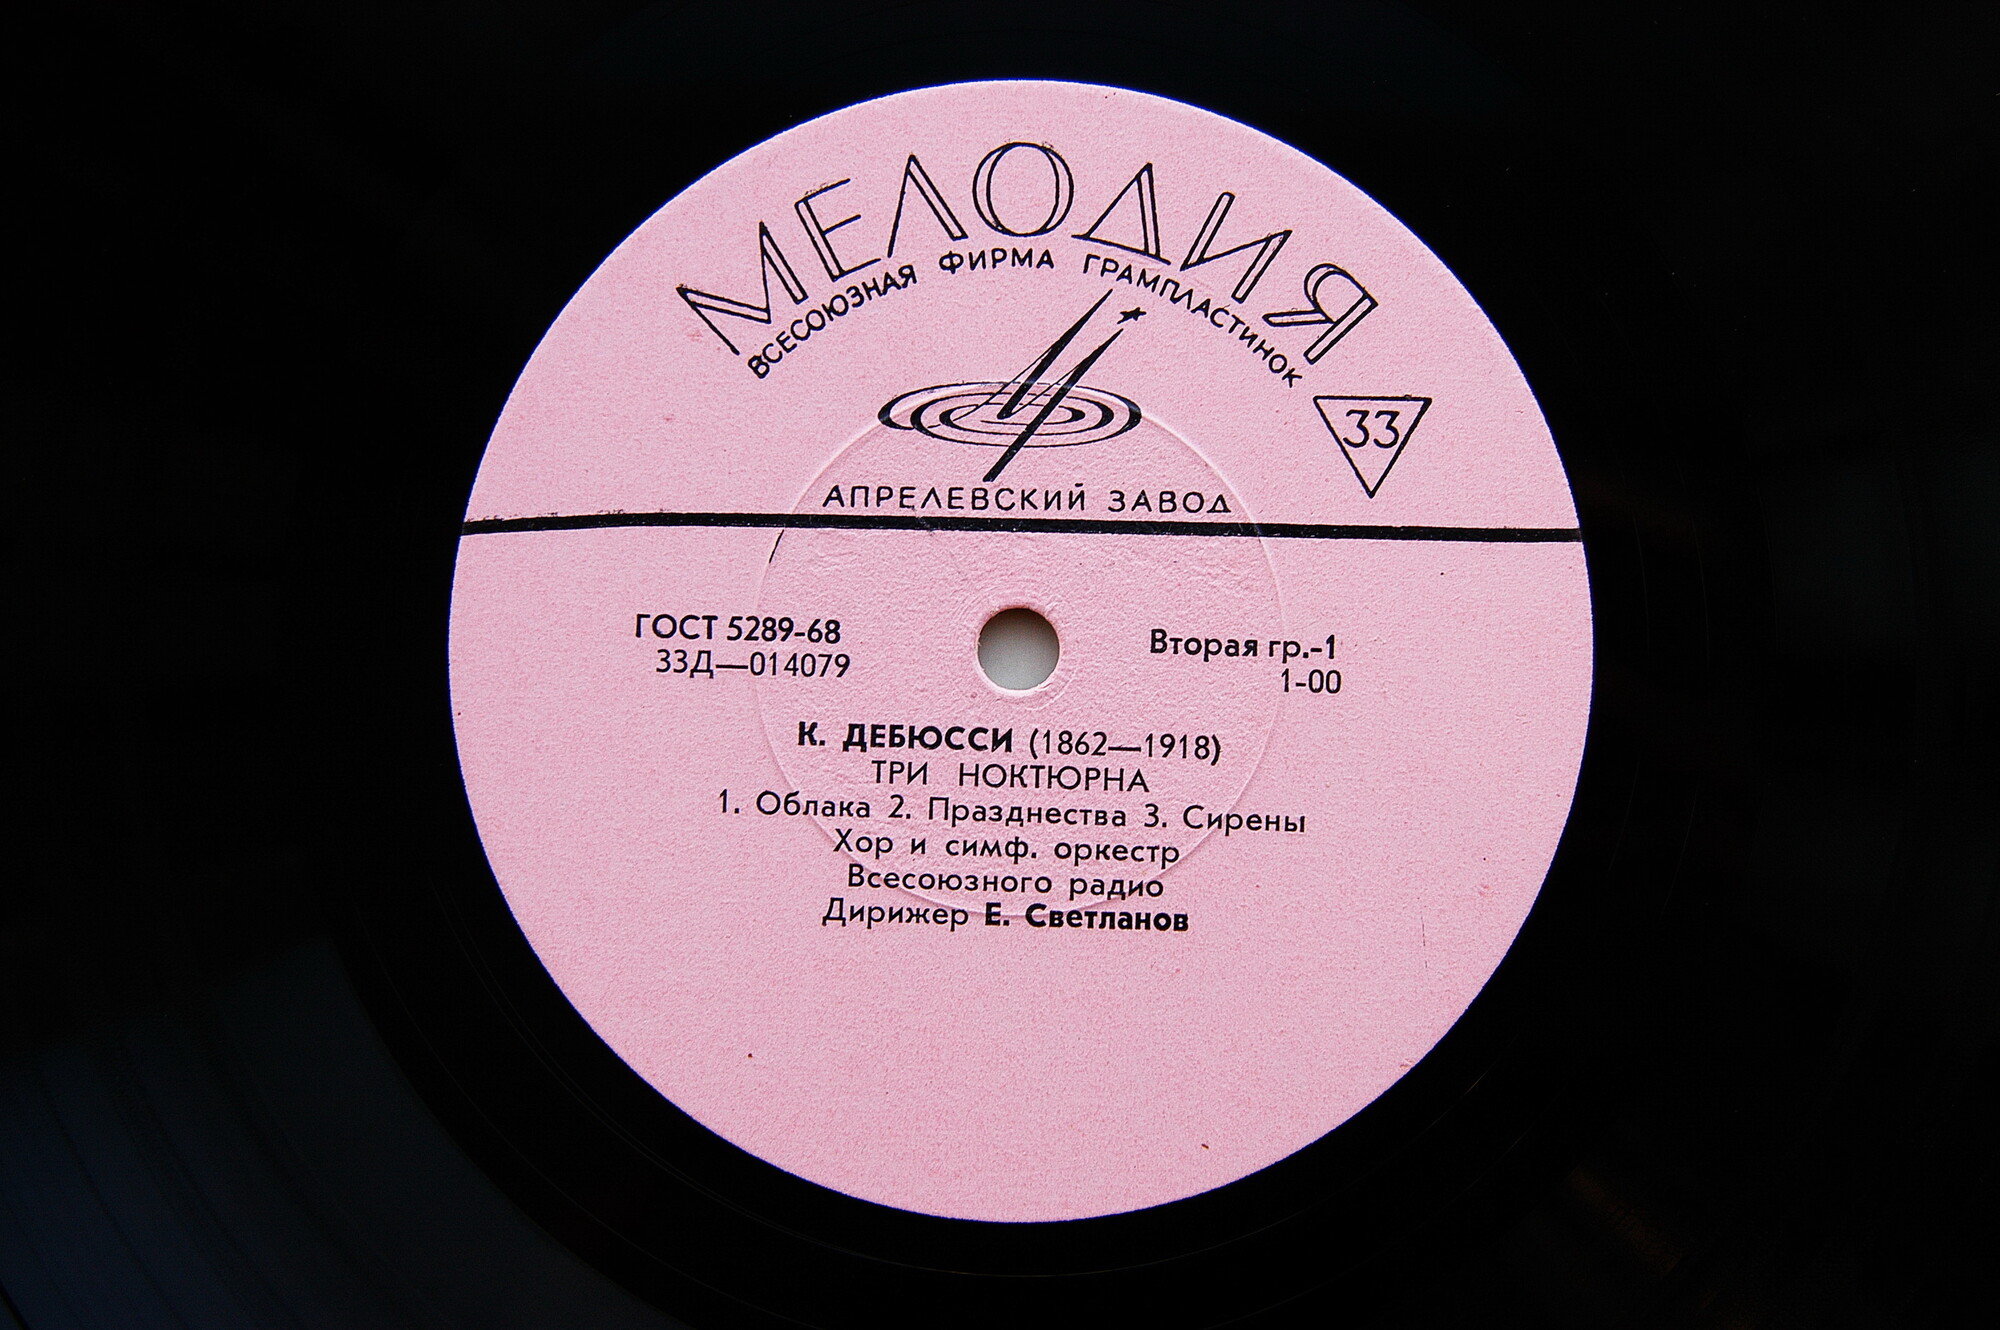 МЕЛОДИЯ
ВСЕСОЮЗНАЯ ФИРМА ГРАМПЛАСТИНОК
33
АПРЕЛЕВСКИЙ ЗАВОД
ГОСТ 5289-68
33Д—014079
Вторая гр.-1
1-00
К. ДЕБЮССИ (1862—1918)
ТРИ НОКТЮРНА
1. Облака 2. Празднества 3. Сирены
Хор и симф. оркестр
Всесоюзного радио
Дирижер Е. Светланов